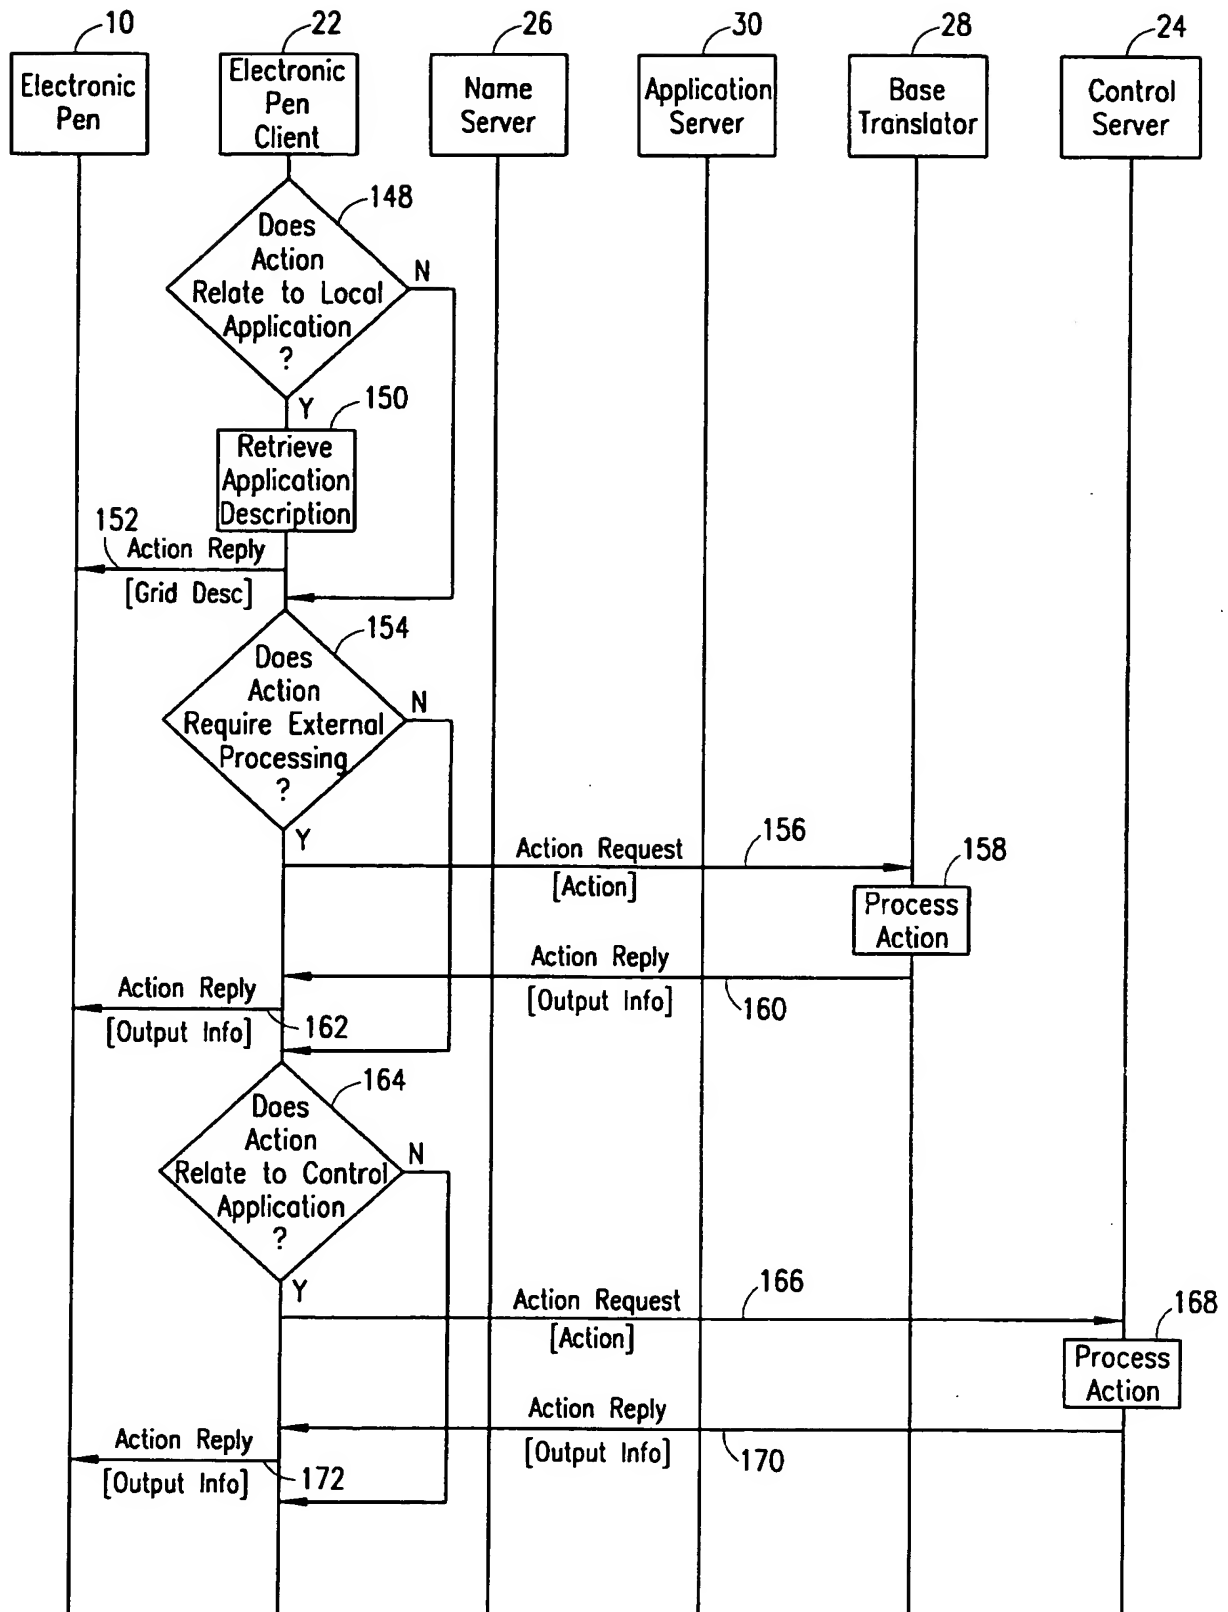 10
22
26
30
28
24
Electronic
Pen
Electronic
Pen
Client
Name
Server
Application
Server
Base
Translator
Control
Server
148
Does
Action
Relate to Local
Application
?
N
Y
150
Retrieve
Application
Description
152
Action Reply
[Grid Desc]
154
Does
Action
Require External
Processing
?
N
Y
Action Request
156
[Action]
158
Process
Action
Action Reply
[Output Info]
160
Action Reply
[Output Info]
162
164
Does
Action
Relate to Control
Application
?
N
Y
Action Request
166
[Action]
168
Process
Action
Action Reply
[Output Info]
170
Action Reply
[Output Info]
172